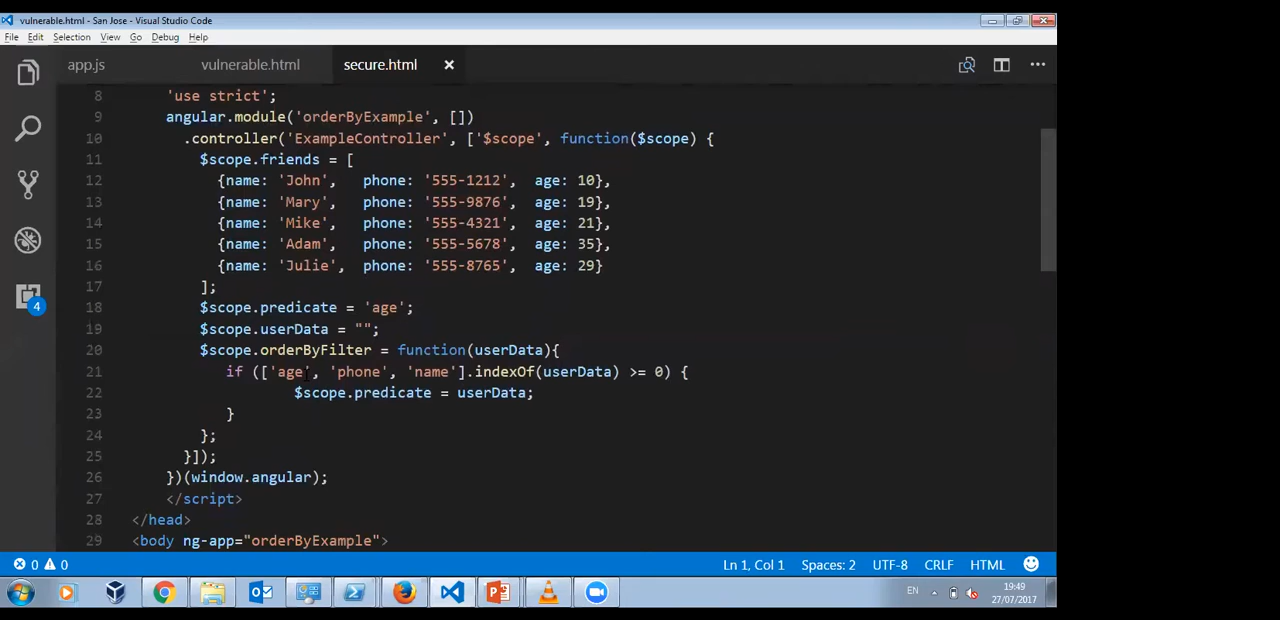 vulnerable.html - San Jose - Visual Studio Code
File Edit Selection View Go Debug Help
app.js vulnerable.html secure.html
8 'use strict';
9 angular.module('orderByExample', [])
10 .controller('ExampleController', ['$scope', function($scope) {
11 $scope.friends = [
12 {name: 'John', phone: '555-1212', age: 10},
13 {name: 'Mary', phone: '555-9876', age: 19},
14 {name: 'Mike', phone: '555-4321', age: 21},
15 {name: 'Adam', phone: '555-5678', age: 35},
16 {name: 'Julie', phone: '555-8765', age: 29}
17 ];
18 $scope.predicate = 'age';
19 $scope.userData = "";
20 $scope.orderByFilter = function(userData){
21 if (['age', 'phone', 'name'].indexOf(userData) >= 0) {
22 $scope.predicate = userData;
23 }
24 };
25 }]);
26 })(window.angular);
27 </script>
28 </head>
29 <body ng-app="orderByExample">
4
0 0 Ln 1, Col 1 Spaces: 2 UTF-8 CRLF HTML
EN 19:49
27/07/2017